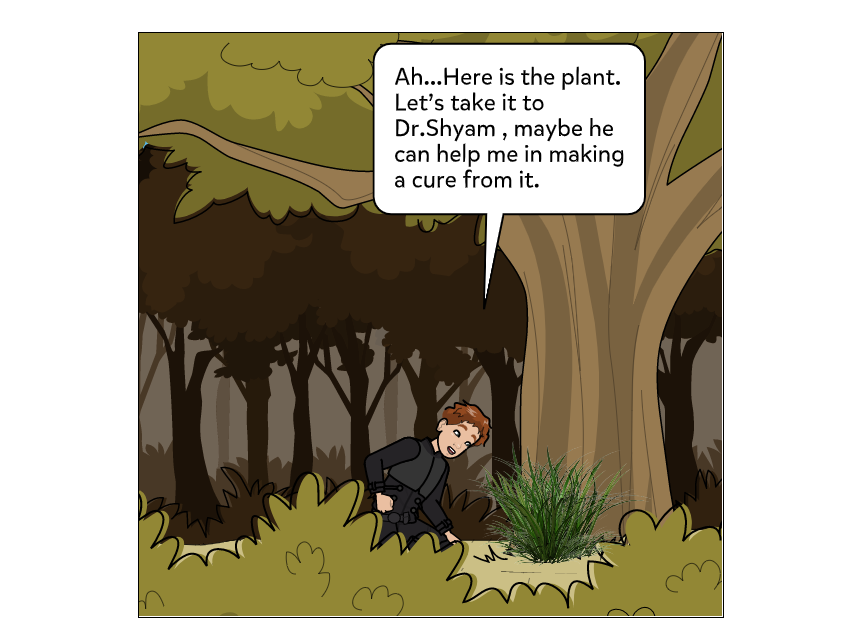 Ah...Here is the plant.
Let's take it to
Dr.Shyam , maybe he
can help me in making
a cure from it.